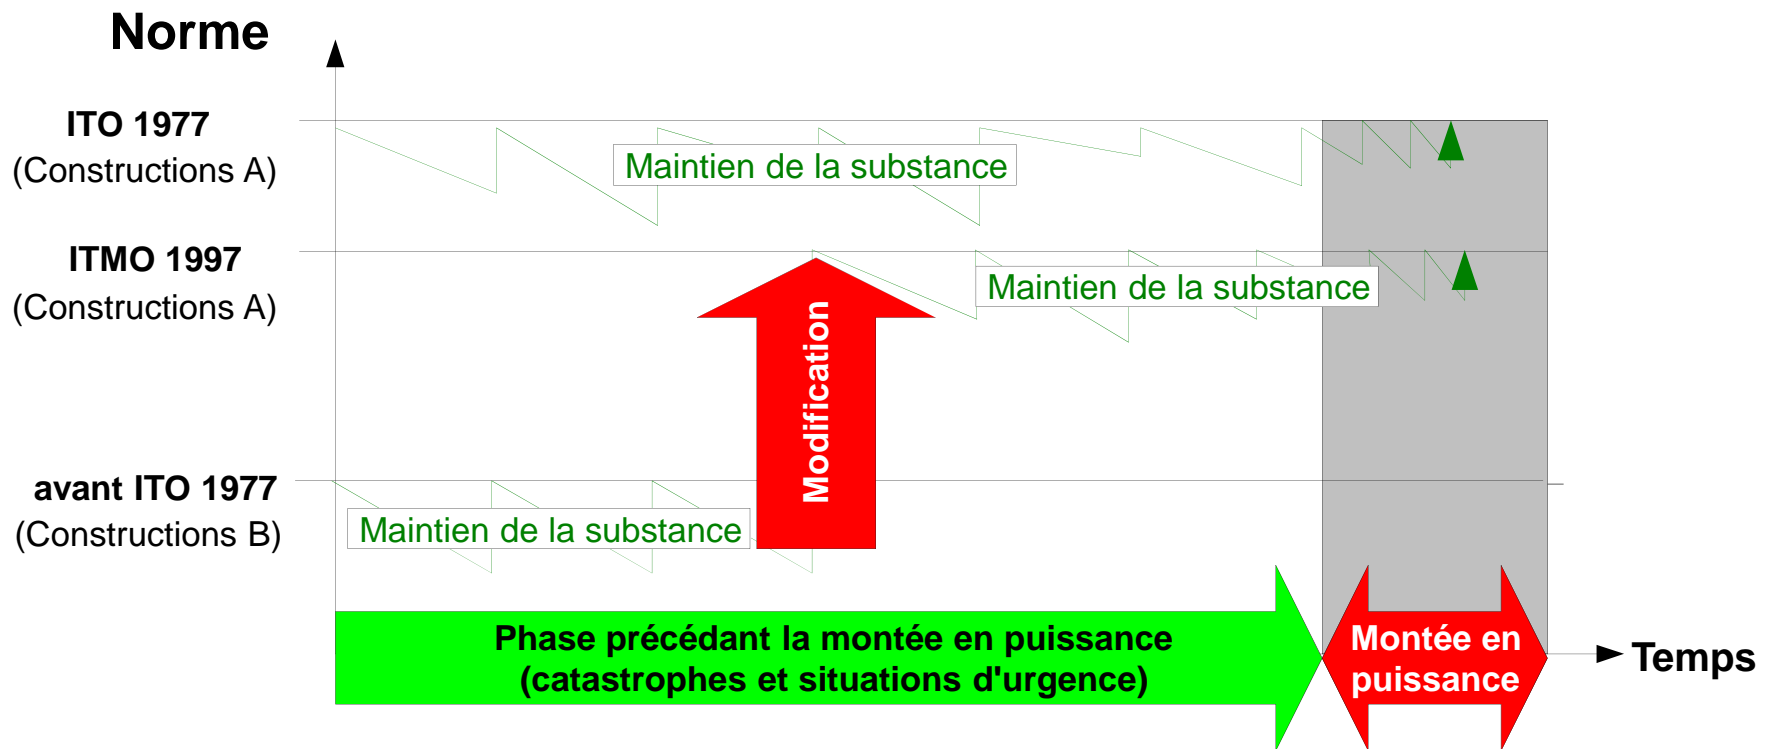 Norme
ITO 1977
(Constructions A)
Maintien de la substance
ITMO 1997
(Constructions A)
Maintien de la substance
Modification
avant ITO 1977
(Constructions B)
Maintien de la substance
Phase précédant la montée en puissance
(catastrophes et situations d'urgence)
Montée en
puissance
Temps